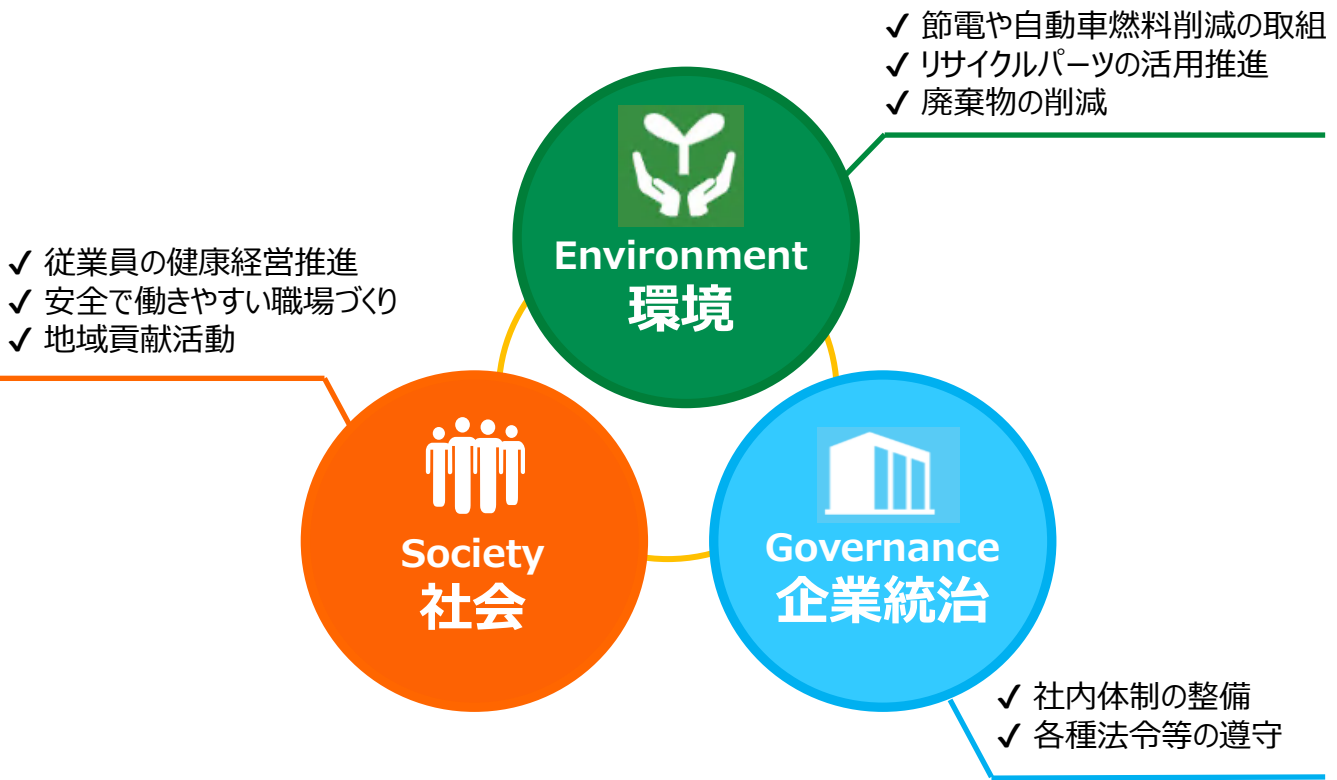 ✓ 節電や自動車燃料削減の取組
✓ リサイクルパーツの活用推進
✓ 廃棄物の削減
Environment
環境
✓ 従業員の健康経営推進
✓ 安全で働きやすい職場づくり
✓ 地域貢献活動
Society
社会
Governance
企業統治
✓ 社内体制の整備
✓ 各種法令等の遵守